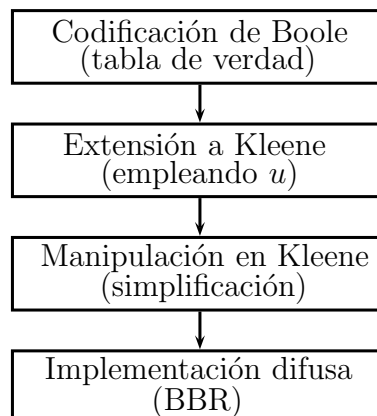 Codificación de Boole
(tabla de verdad)
Extensión a Kleene
(empleando u)
Manipulación en Kleene
(simplificación)
Implementación difusa
(BBR)